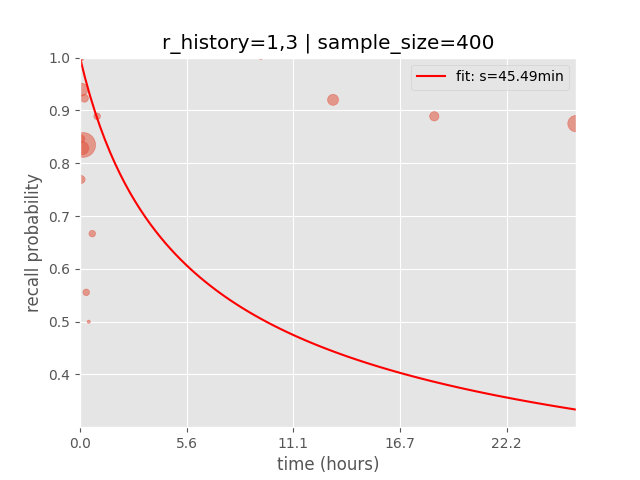 r_history=1,3 | sample_size=400
fit: s=45.49min
1.0
0.9
0.8
0.7
0.6
0.5
0.4
recall probability
0.0 5.6 11.1 16.7 22.2
time (hours)